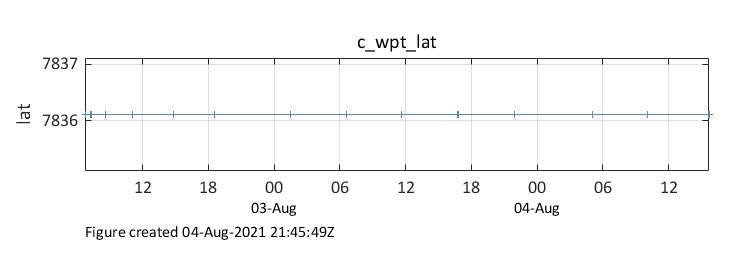 c_wpt_lat
7837
7836
lat
12 18 00 06 12 18 00 06 12
03-Aug 04-Aug
Figure created 04-Aug-2021 21:45:49Z